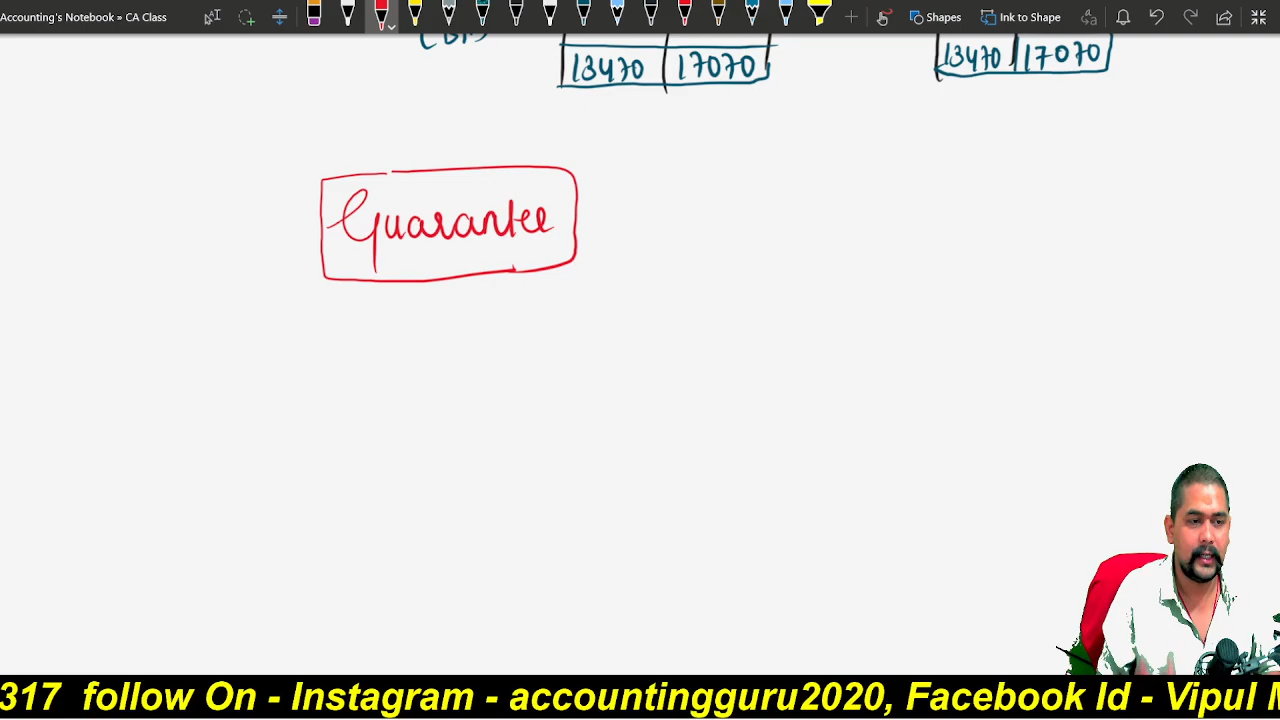 Accounting's Notebook » CA Class
Shapes
Ink to Shape
13470 17070
13470 17070
Guarantee
317 follow On - Instagram - accountingguru2020, Facebook Id - Vipul